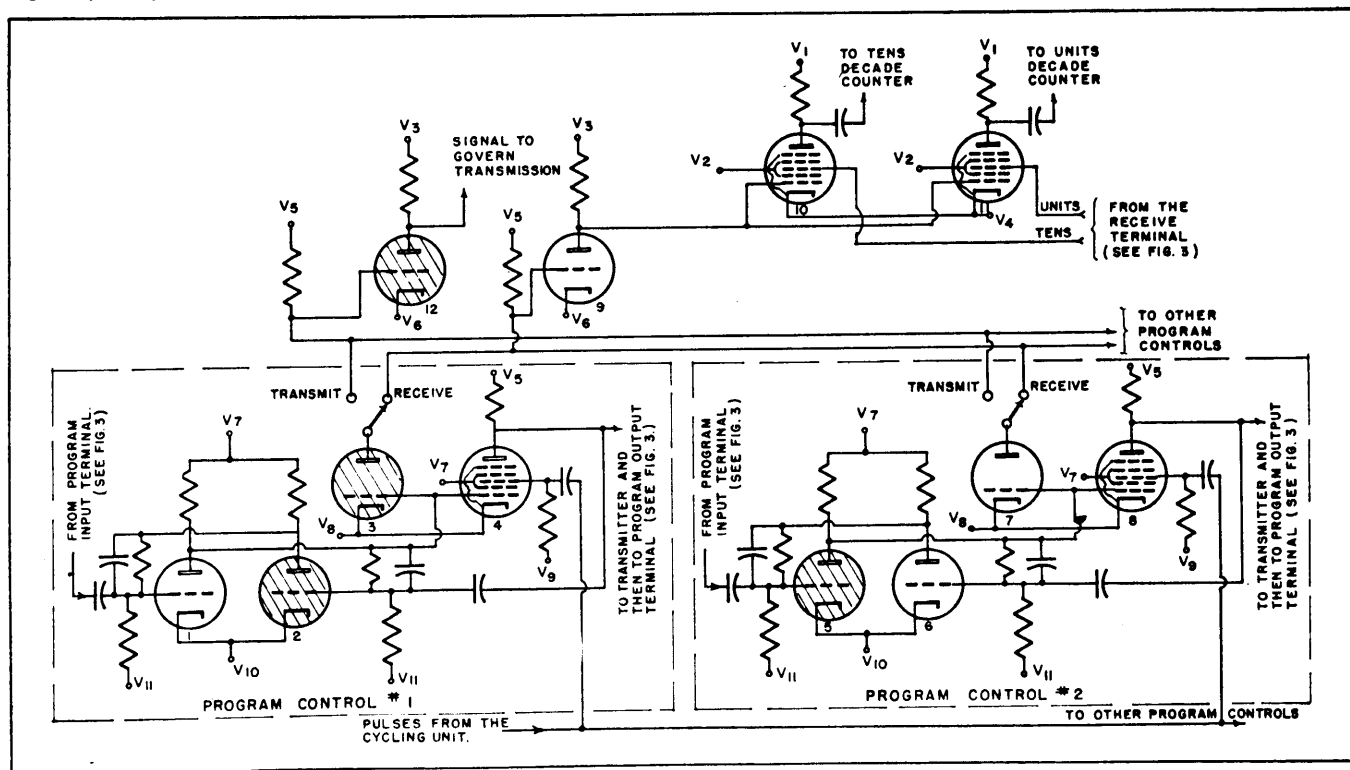 V1
TO TENS
DECADE
COUNTER
V1
TO UNITS
DECADE
COUNTER
V3
SIGNAL TO
GOVERN
TRANSMISSION
V3
V2
V2
10
11
V4
UNITS
TENS
FROM THE
RECEIVE
TERMINAL
(SEE FIG. 3)
V5
V5
12
V6
9
V6
TO OTHER
PROGRAM
CONTROLS
FROM PROGRAM
INPUT TERMINAL.
(SEE FIG. 3)
TRANSMIT
RECEIVE
V5
V7
V7
V8
3
4
V9
1
2
V10
V11
V11
TO TRANSMITTER AND
THEN TO PROGRAM OUTPUT
TERMINAL (SEE FIG. 3.)
PROGRAM CONTROL #1
FROM PROGRAM
INPUT TERMINAL
(SEE FIG. 3)
TRANSMIT
RECEIVE
V5
V7
V7
V8
7
8
V9
5
6
V10
V11
V11
TO TRANSMITTER AND
THEN TO PROGRAM OUTPUT
TERMINAL (SEE FIG. 3)
PROGRAM CONTROL #2
PULSES FROM THE
CYCLING UNIT.
TO OTHER PROGRAM CONTROLS